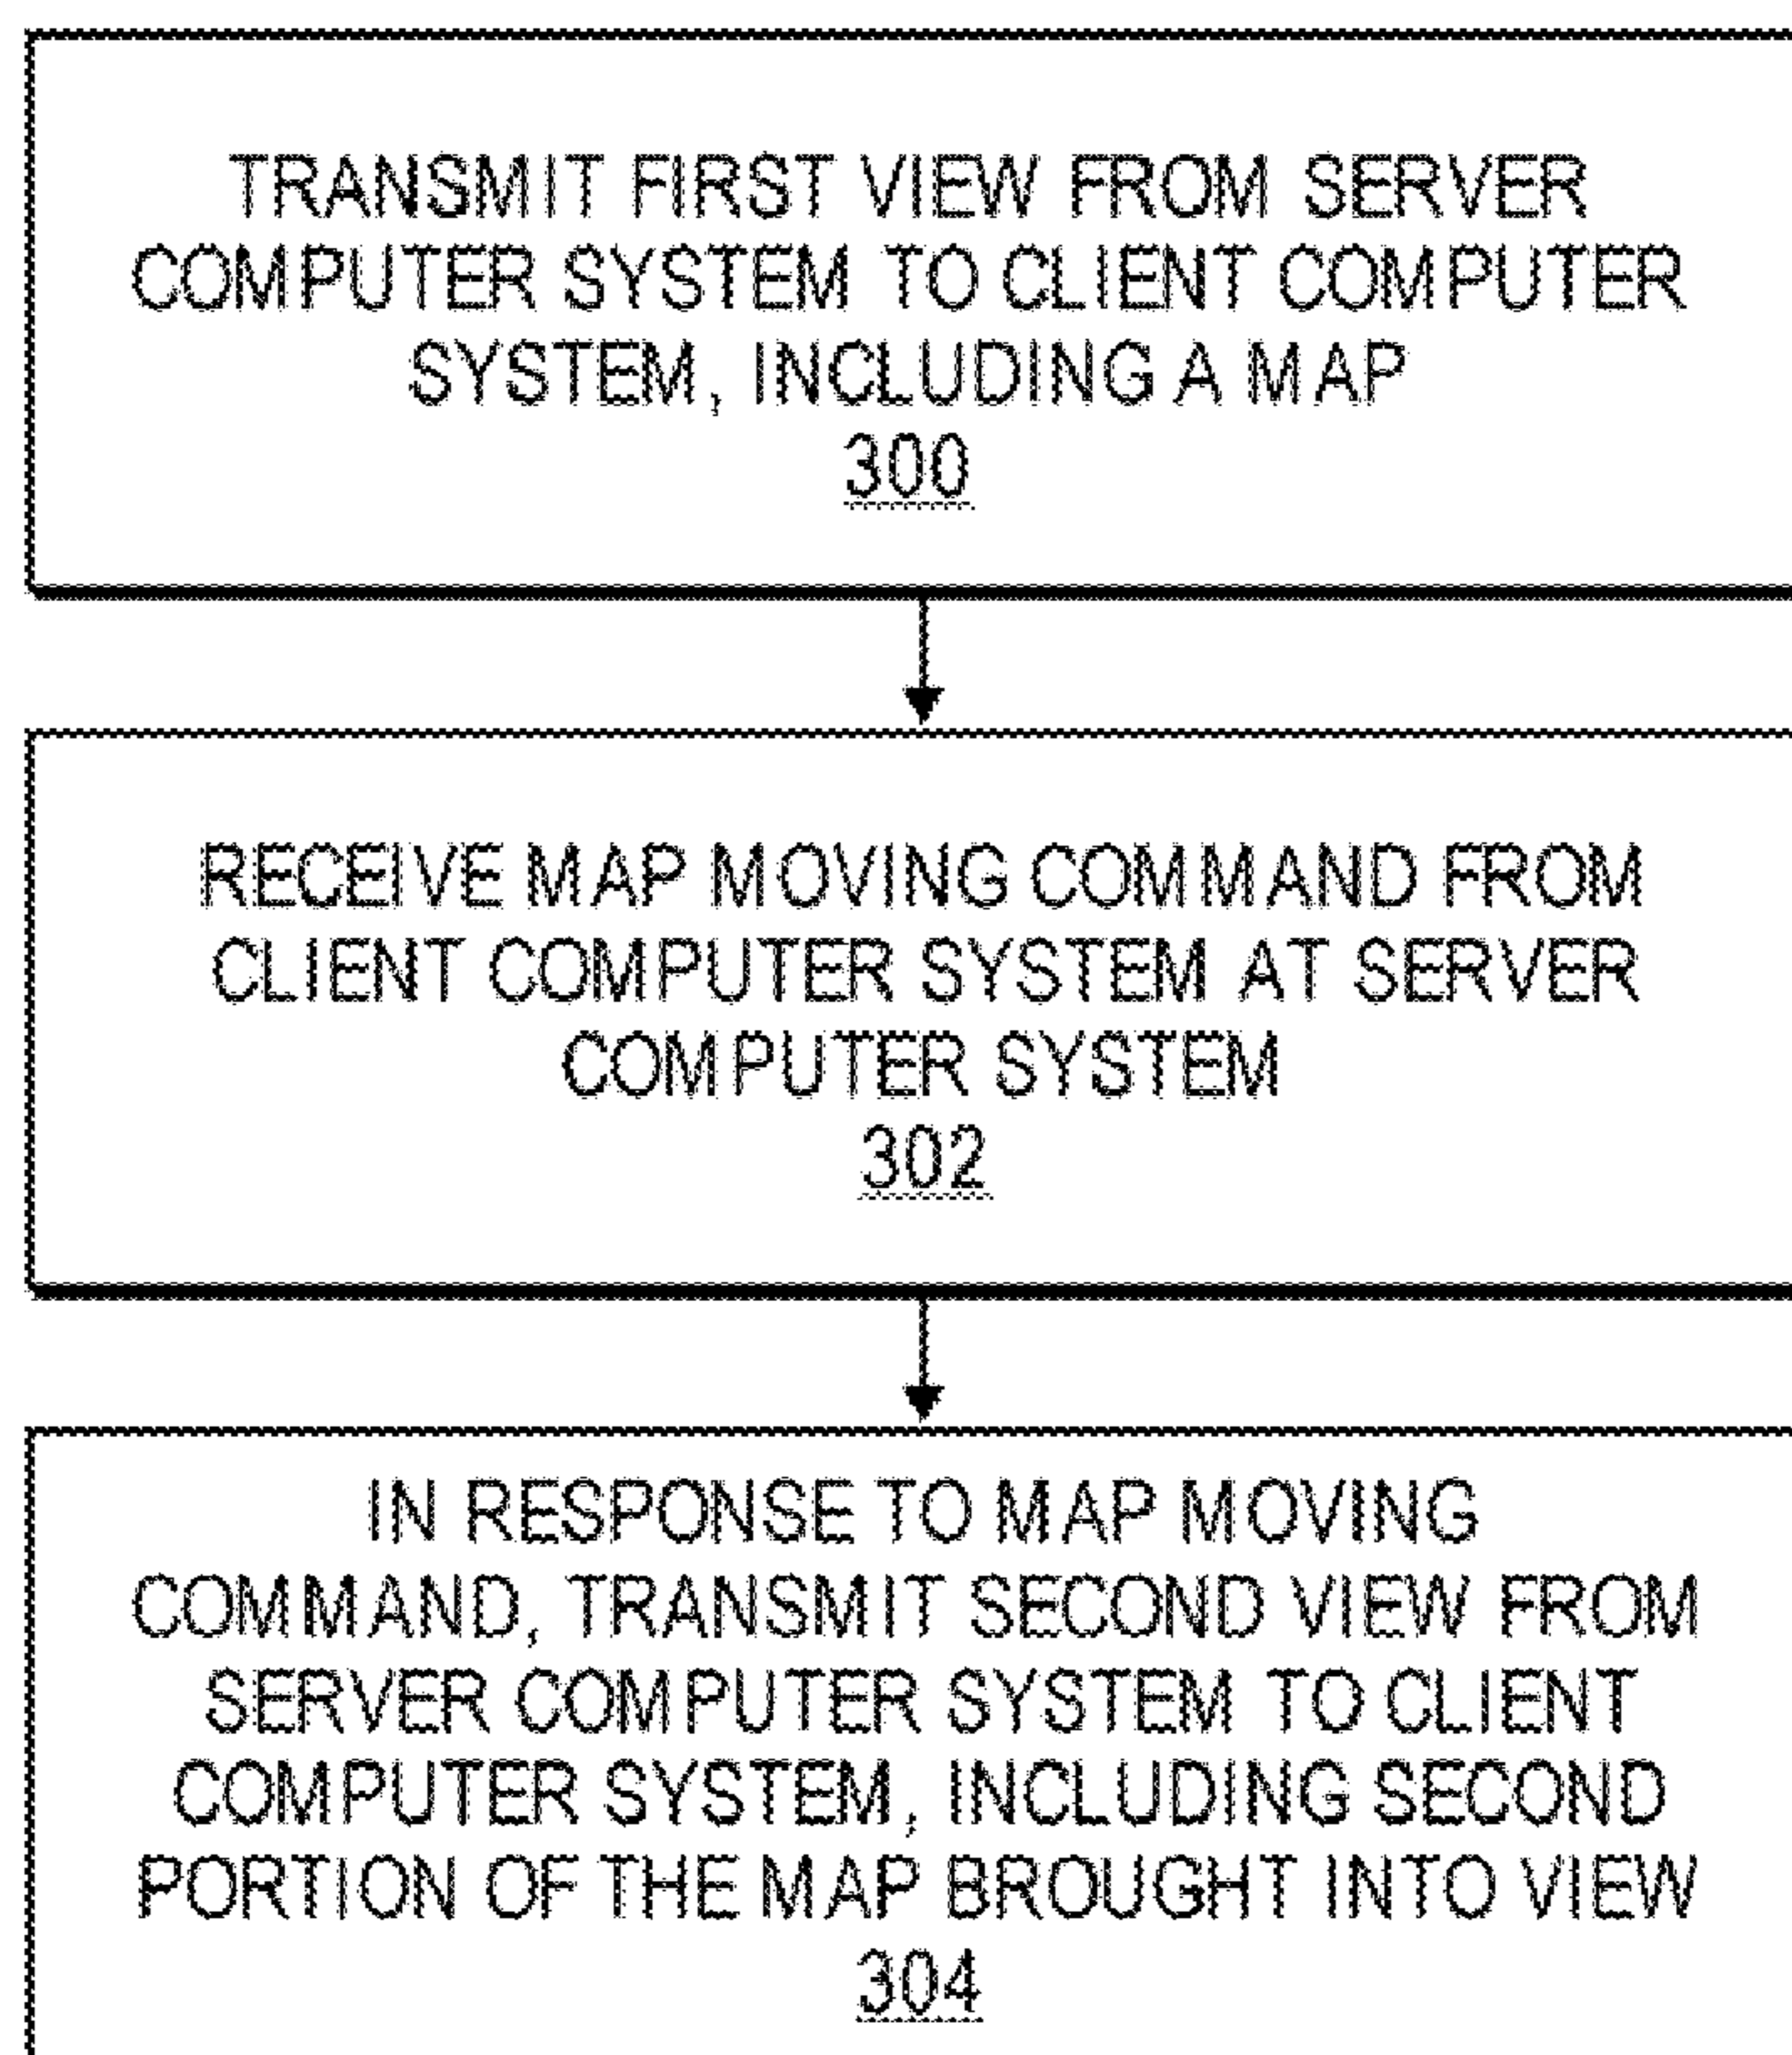 TRANSMIT FIRST VIEW FROM SERVER
COMPUTER SYSTEM TO CLIENT COMPUTER
SYSTEM, INCLUDING A MAP
300
RECEIVE MAP MOVING COMMAND FROM
CLIENT COMPUTER SYSTEM AT SERVER
COMPUTER SYSTEM
302
IN RESPONSE TO MAP MOVING
COMMAND, TRANSMIT SECOND VIEW FROM
SERVER COMPUTER SYSTEM TO CLIENT
COMPUTER SYSTEM, INCLUDING SECOND
PORTION OF THE MAP BROUGHT INTO VIEW
304